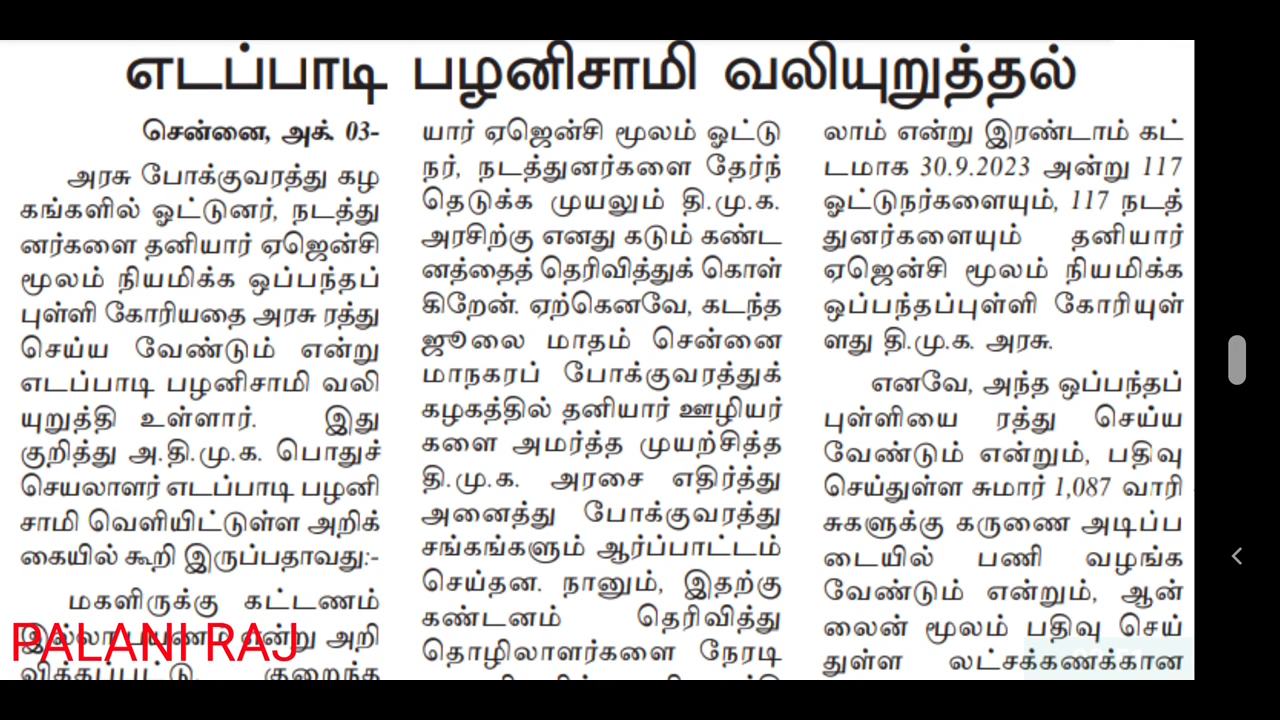 எடப்பாடி பழனிசாமி வலியுறுத்தல்
சென்னை, அக். 03-
அரசு போக்குவரத்து கழ
கங்களில் ஓட்டுனர், நடத்து
னர்களை தனியார் ஏஜென்சி
மூலம் நியமிக்க ஒப்பந்தப்
புள்ளி கோரியதை அரசு ரத்து
செய்ய வேண்டும் என்று
எடப்பாடி பழனிசாமி வலி
யுறுத்தி உள்ளார். இது
குறித்து அ.தி.மு.க. பொதுச்
செயலாளர் எடப்பாடி பழனி
சாமி வெளியிட்டுள்ள அறிக்
கையில் கூறி இருப்பதாவது:-
மகளிருக்கு கட்டணம்
இல்லா பயணம் என்று அறி
விக்கப்பட்டு, குறைந்த
PALANI RAJ
யார் ஏஜென்சி மூலம் ஓட்டு
நர், நடத்துனர்களை தேர்ந்
தெடுக்க முயலும் தி.மு.க.
அரசிற்கு எனது கடும் கண்ட
னத்தைத் தெரிவித்துக் கொள்
கிறேன். ஏற்கெனவே, கடந்த
ஜூலை மாதம் சென்னை
மாநகரப் போக்குவரத்துக்
கழகத்தில் தனியார் ஊழியர்
களை அமர்த்த முயற்சித்த
தி.மு.க. அரசை எதிர்த்து
அனைத்து போக்குவரத்து
சங்கங்களும் ஆர்ப்பாட்டம்
செய்தன. நானும், இதற்கு
கண்டனம் தெரிவித்து
தொழிலாளர்களை நேரடி
லாம் என்று இரண்டாம் கட்
டமாக 30.9.2023 அன்று 117
ஓட்டுநர்களையும், 117 நடத்
துனர்களையும் தனியார்
ஏஜென்சி மூலம் நியமிக்க
ஒப்பந்தப்புள்ளி கோரியுள்
ளது தி.மு.க. அரசு.
எனவே, அந்த ஒப்பந்தப்
புள்ளியை ரத்து செய்ய
வேண்டும் என்றும், பதிவு
செய்துள்ள சுமார் 1,087 வாரி
சுகளுக்கு கருணை அடிப்ப
டையில் பணி வழங்க
வேண்டும் என்றும், ஆன்
லைன் மூலம் பதிவு செய்
துள்ள லட்சக்கணக்கான